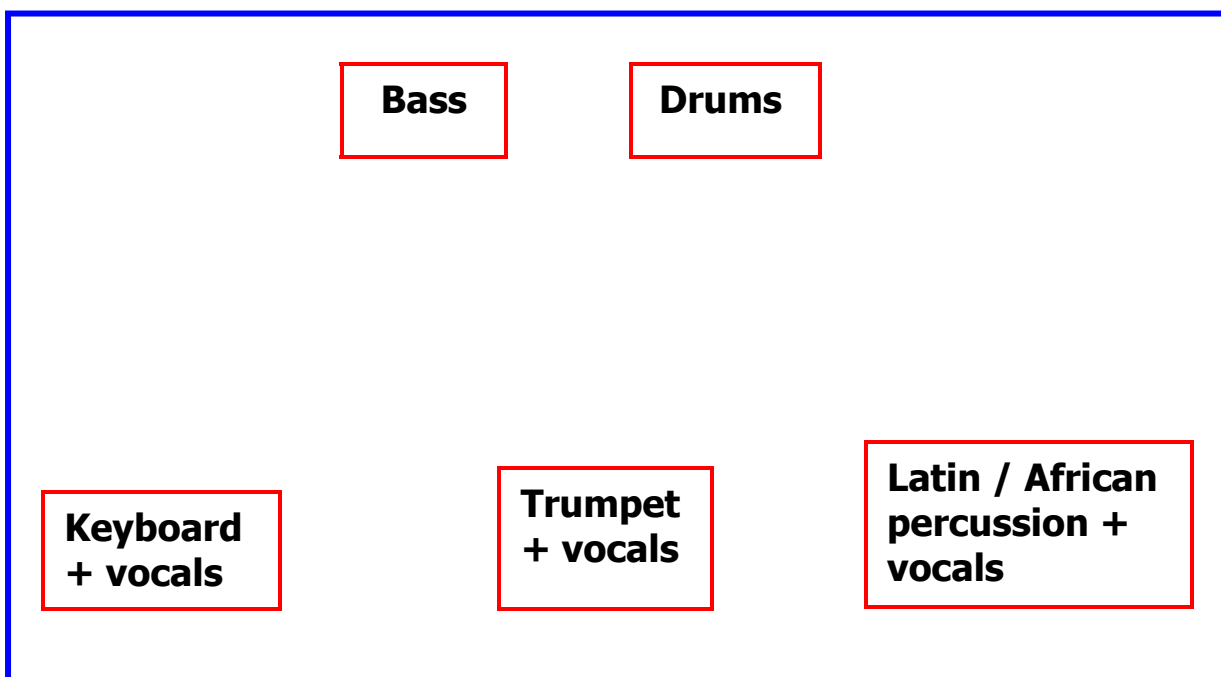 Bass
Drums
Keyboard
+ vocals
Trumpet
+ vocals
Latin / African
percussion +
vocals